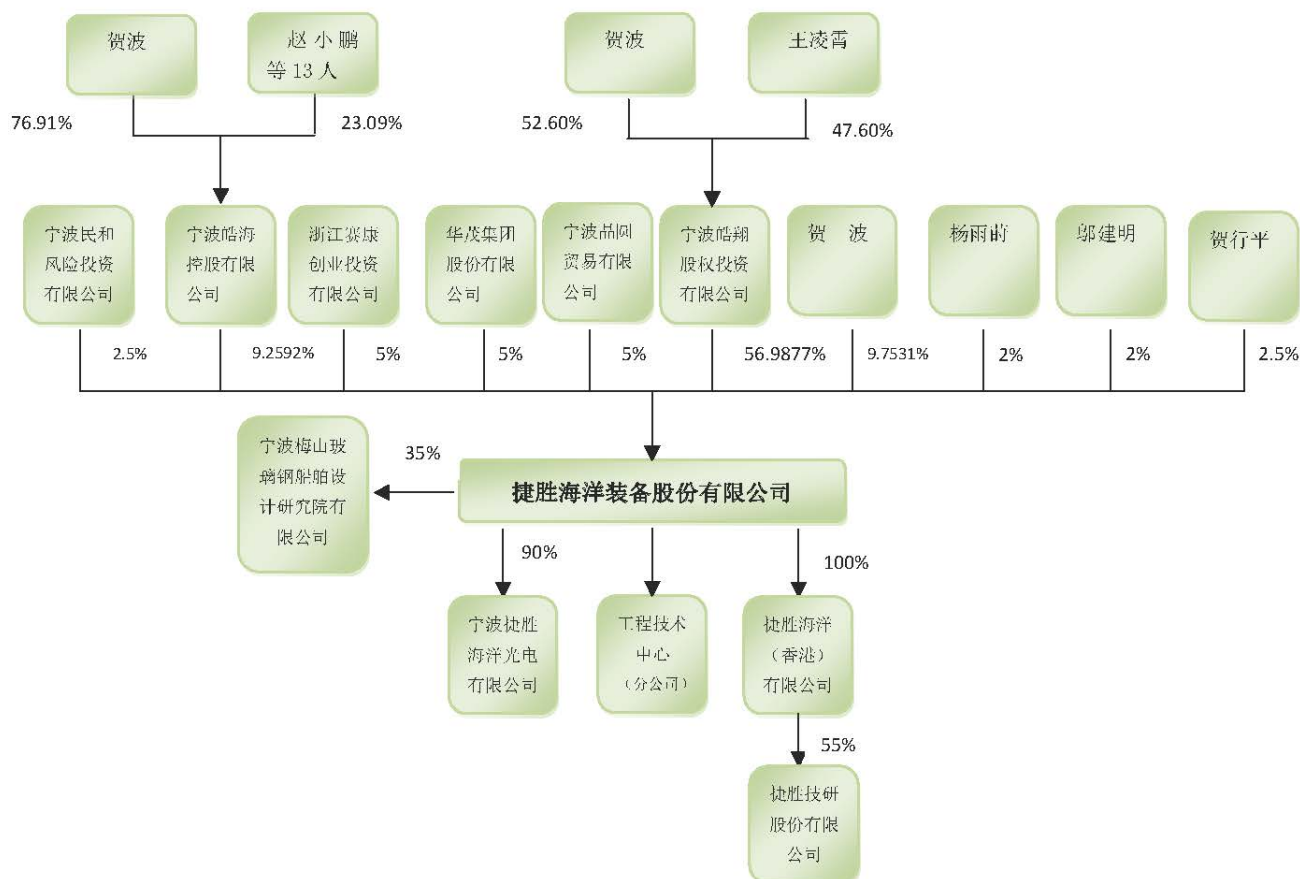 贺波
赵小鹏
等13人
贺波
王凌霄
76.91%
23.09%
52.60%
47.60%
宁波民和
风险投资
有限公司
宁波皓海
控股有限
公司
浙江赛康
创业投资
有限公司
华茂集团
股份有限
公司
宁波品圆
贸易有限
公司
宁波皓翔
股权投资
有限公司
贺 波
杨雨莳
邬建明
贺行平
2.5%
9.2592%
5%
5%
5%
56.9877%
9.7531%
2%
2%
2.5%
宁波梅山玻
璃钢船舶设
计研究院有
限公司
35%
捷胜海洋装备股份有限公司
90%
100%
宁波捷胜
海洋光电
有限公司
工程技术
中心
（分公司）
捷胜海洋
（香港）
有限公司
55%
捷胜技研
股份有限
公司